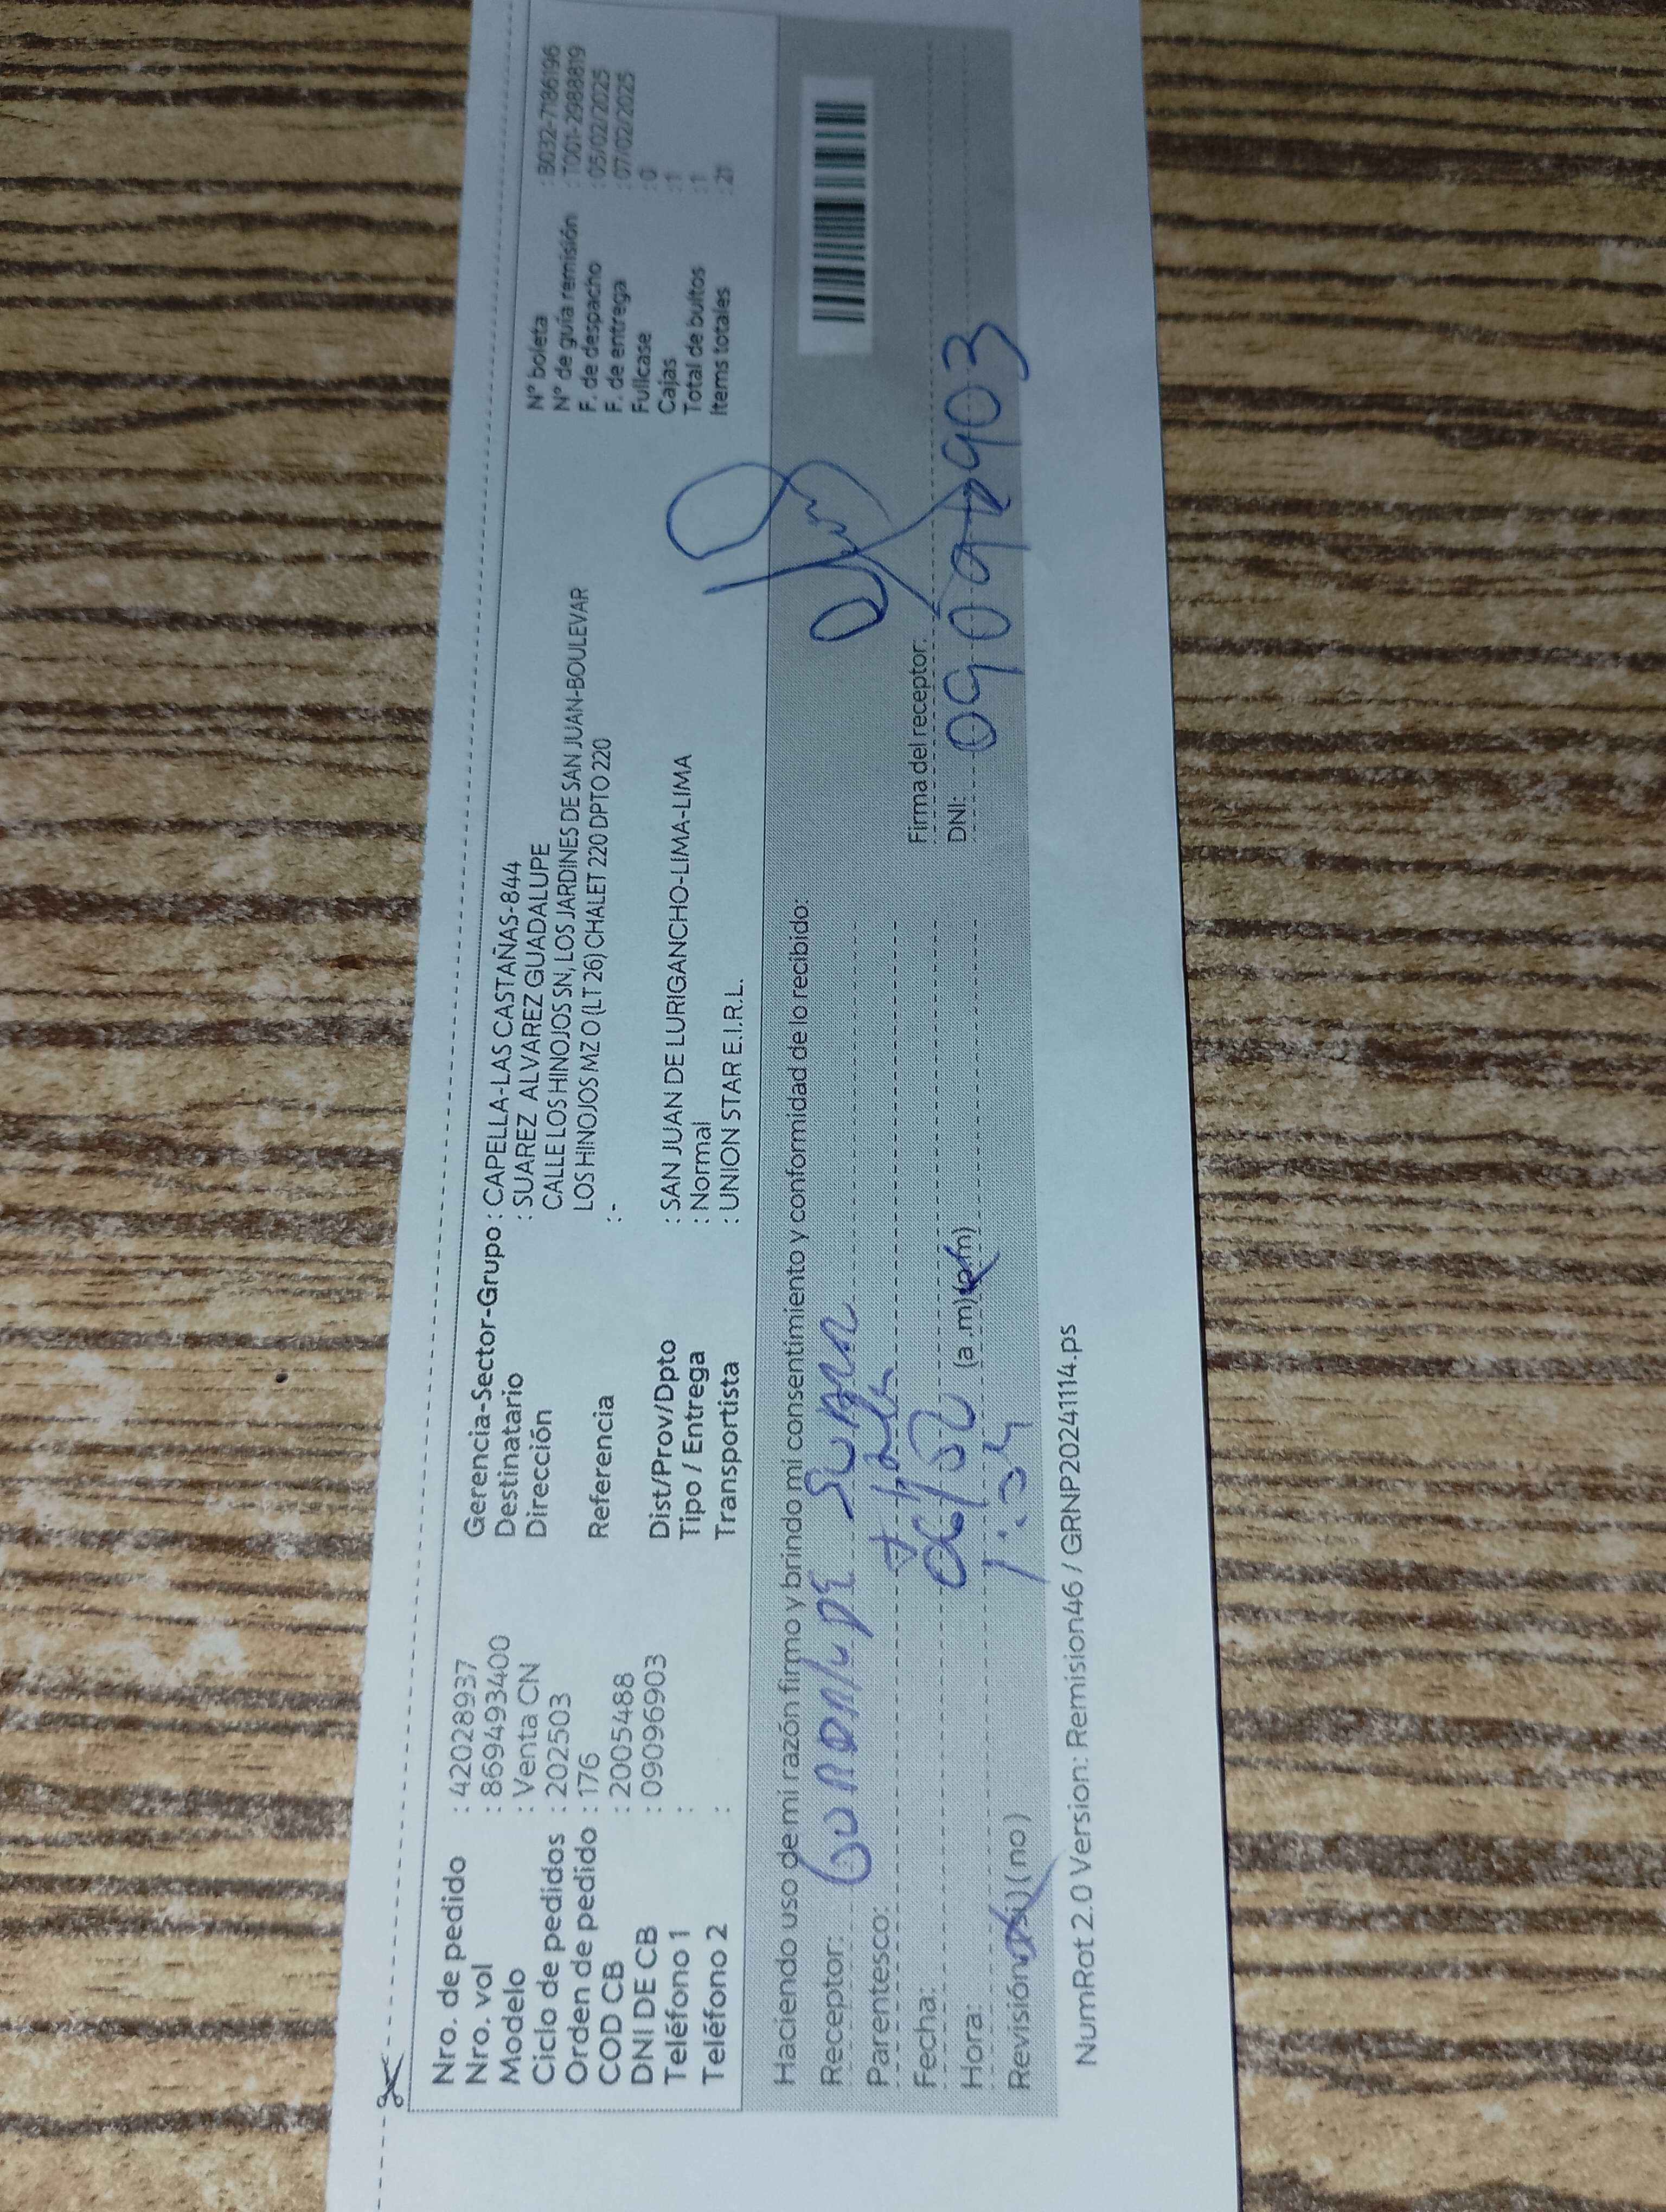 Nro. de pedido : 42028937
Nro. vol : 869493400
Modelo : Venta CN
Ciclo de pedidos : 202503
Orden de pedido : 176
COD CB : 2005488
DNI DE CB : 09096903
Teléfono 1 :
Teléfono 2 :
Gerencia-Sector-Grupo : CAPELLA-LAS CASTAÑAS-844
Destinatario : SUAREZ ALVAREZ GUADALUPE
Dirección CALLE LOS HINOJOS SN, LOS JARDINES DE SAN JUAN-BOULEVAR
LOS HINOJOS MZ O (LT 26) CHALET 220 DPTO 220
Referencia : -
Dist/Prov/Dpto : SAN JUAN DE LURIGANCHO-LIMA-LIMA
Tipo / Entrega : Normal
Transportista : UNION STAR E.I.R.L.
N° boleta : B032-7186196
N° de guía remisión : T001-2988819
F. de despacho : 05/02/2025
F. de entrega : 07/02/2025
Fullcase : 0
Cajas : 1
Total de bultos : 1
Items totales : 21
Haciendo uso de mi razón firmo y brindo mi consentimiento y conformidad de lo recibido:
Receptor:
Parentesco:
Fecha: 06/02
Hora: 1:04 (a.m) (p.m)
Revisión (si) (no)
Firma del receptor:
DNI: 09096903
NumRot 2.0 Version: Remision46 / GRNP20241114.ps